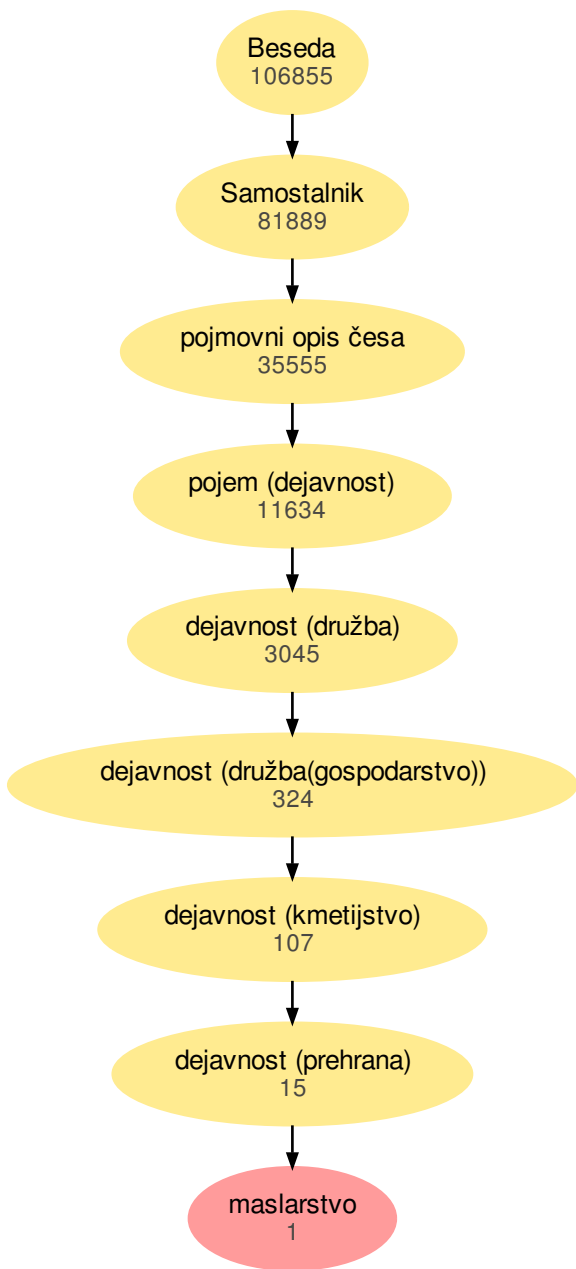 Beseda
106855
Samostalnik
81889
pojmovni opis česa
35555
pojem (dejavnost)
11634
dejavnost (družba)
3045
dejavnost (družba(gospodarstvo))
324
dejavnost (kmetijstvo)
107
dejavnost (prehrana)
15
maslarstvo
1